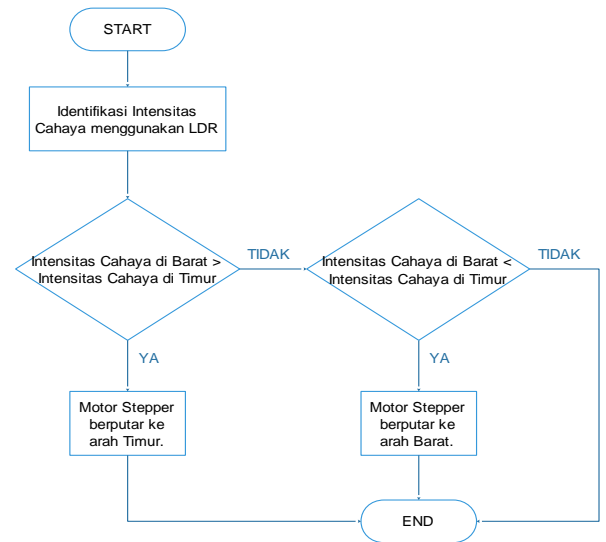 START
Identifikasi Intensitas
Cahaya menggunakan LDR
Intensitas Cahaya di Barat >
Intensitas Cahaya di Timur
TIDAK
Intensitas Cahaya di Barat <
Intensitas Cahaya di Timur
TIDAK
YA
YA
Motor Stepper
berputar ke
arah Timur.
Motor Stepper
berputar ke
arah Barat.
END